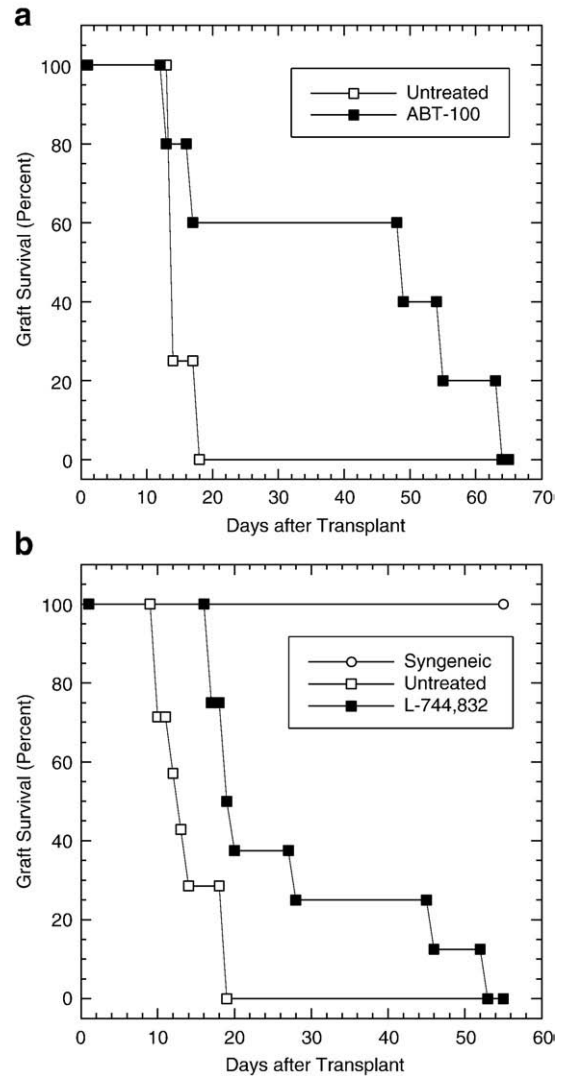 a
Graft Survival (Percent)
100
80
60
40
20
0
Untreated
ABT-100
0 10 20 30 40 50 60 70
Days after Transplant
b
Graft Survival (Percent)
100
80
60
40
20
0
Syngeneic
Untreated
L-744,832
0 10 20 30 40 50 60
Days after Transplant